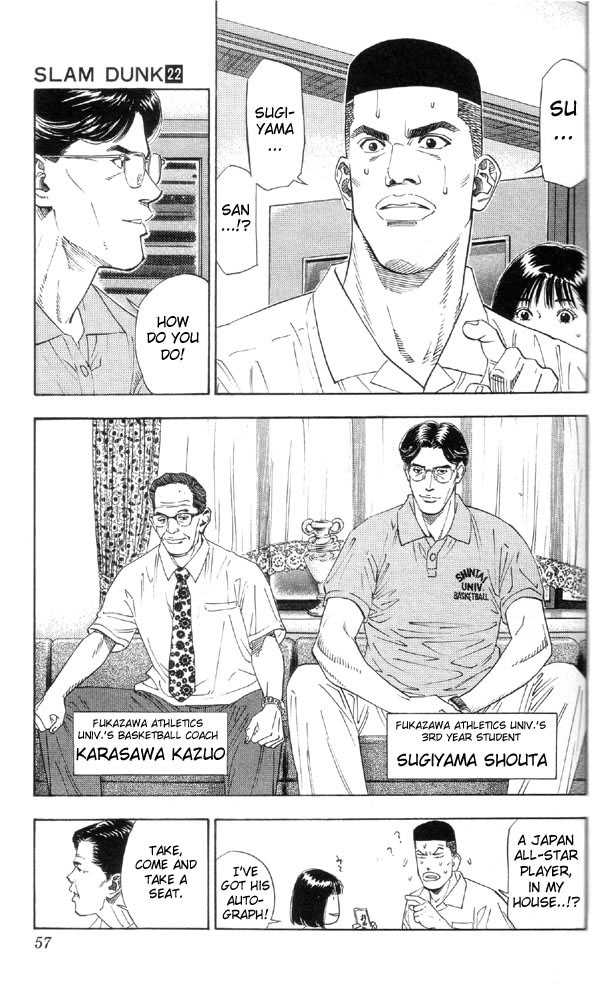 SLAM DUNK 22
SU
...
SUGI-
YAMA
...
SAN
...!?
HOW
DO YOU
DO!
SHINTAI
UNIV.
BASKETBALL
FUKAZAWA ATHLETICS
UNIV.'S BASKETBALL COACH
KARASAWA KAZUO
FUKAZAWA ATHLETICS UNIV.'S
3RD YEAR STUDENT
SUGIYAMA SHOUTA
A JAPAN
ALL-STAR
PLAYER,
IN MY
HOUSE..!?
?
?
I'VE
GOT HIS
AUTO-
GRAPH!
TAKE,
COME AND
TAKE A
SEAT.
57